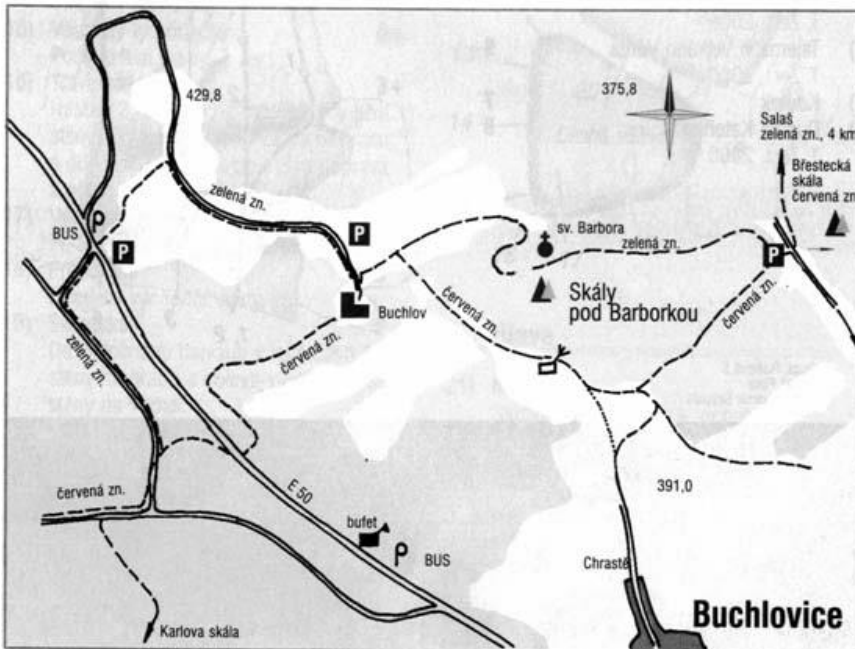 429,8
375,8
Salaš
zelená zn., 4 km
Břestecká
skála
červená zn.
zelená zn.
P
sv. Barbora
zelená zn.
BUS
P
P
Buchlov
Skály
pod Barborkou
červená zn.
červená zn.
červená zn.
zelená zn.
červená zn.
E 50
391,0
bufet
BUS
Chrastě
Buchlovice
Karlova skála